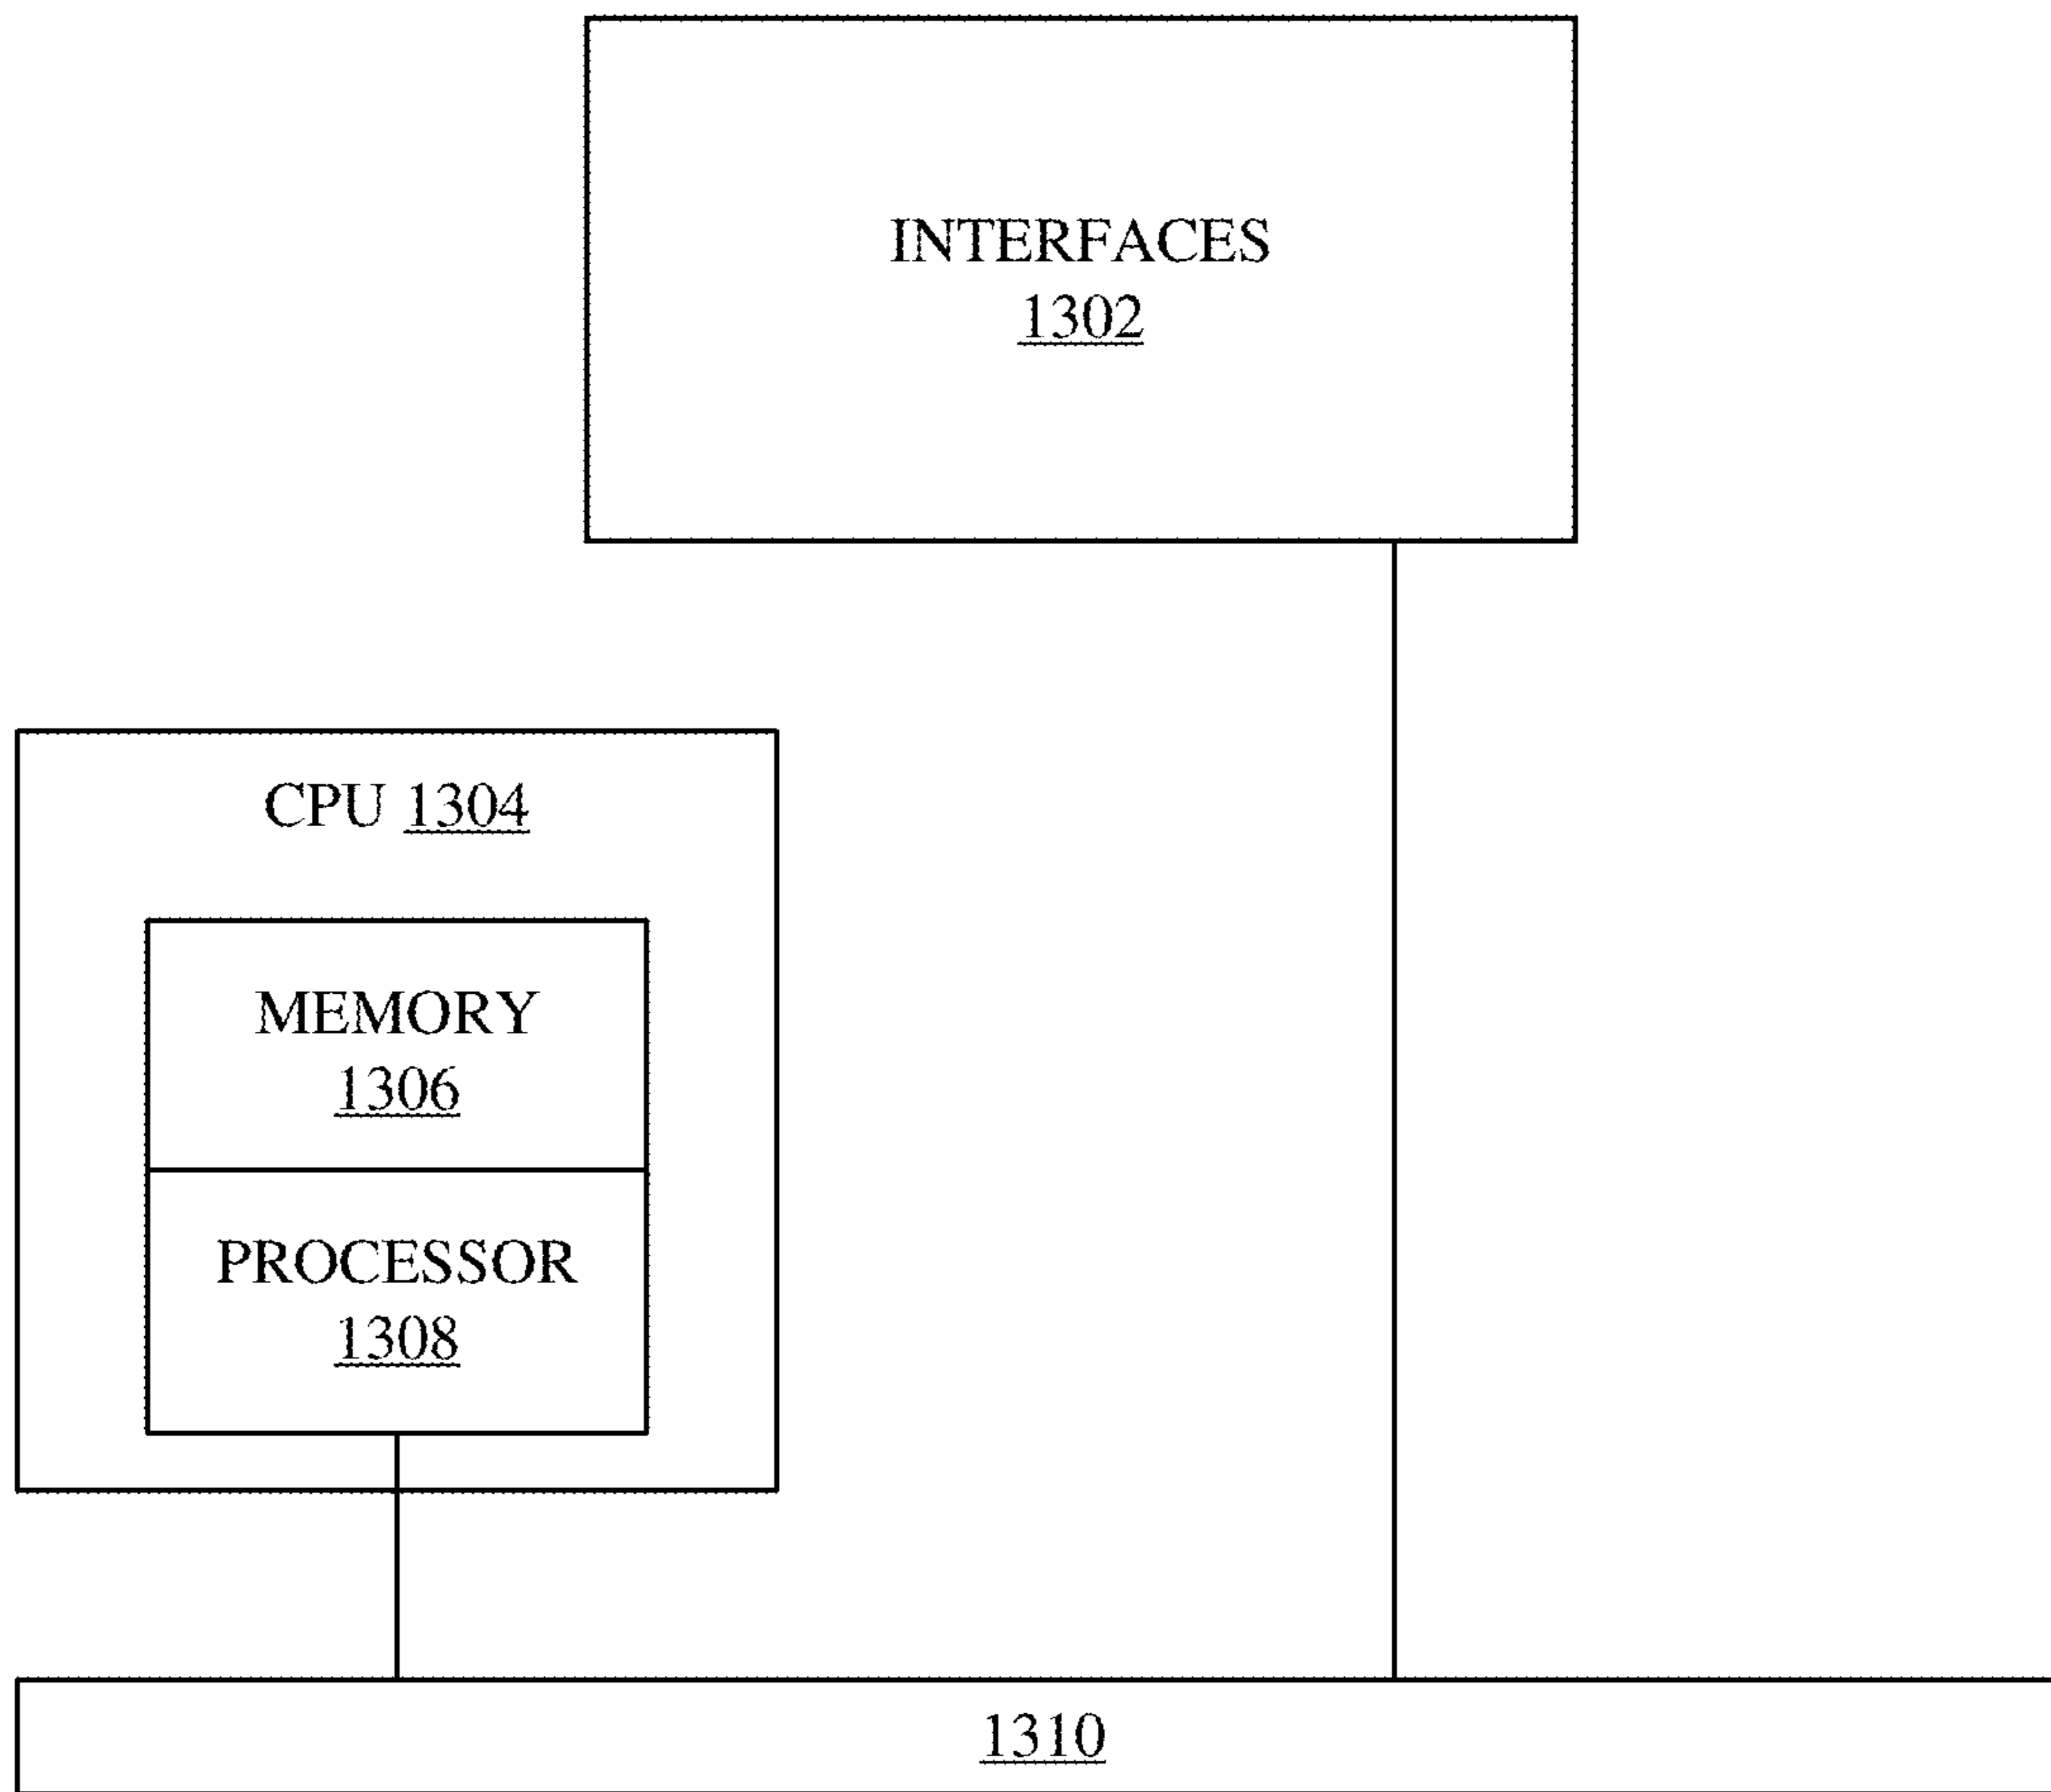 INTERFACES
1302
CPU 1304
MEMORY
1306
PROCESSOR
1308
1310